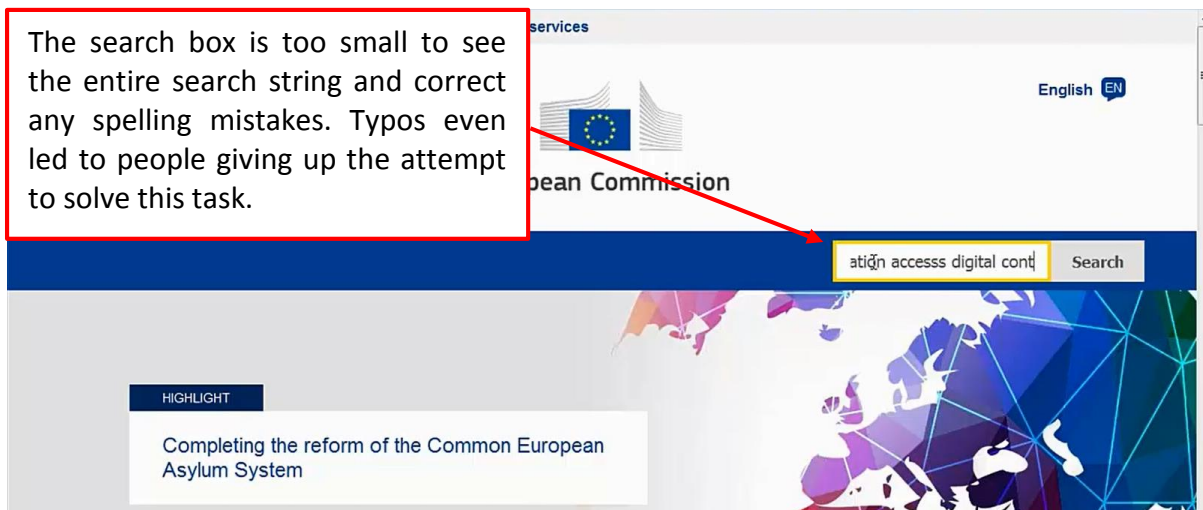 The search box is too small to see
the entire search string and correct
any spelling mistakes. Typos even
led to people giving up the attempt
to solve this task.
services
English EN
pean Commission
ation accesss digital cont
Search
HIGHLIGHT
Completing the reform of the Common European
Asylum System